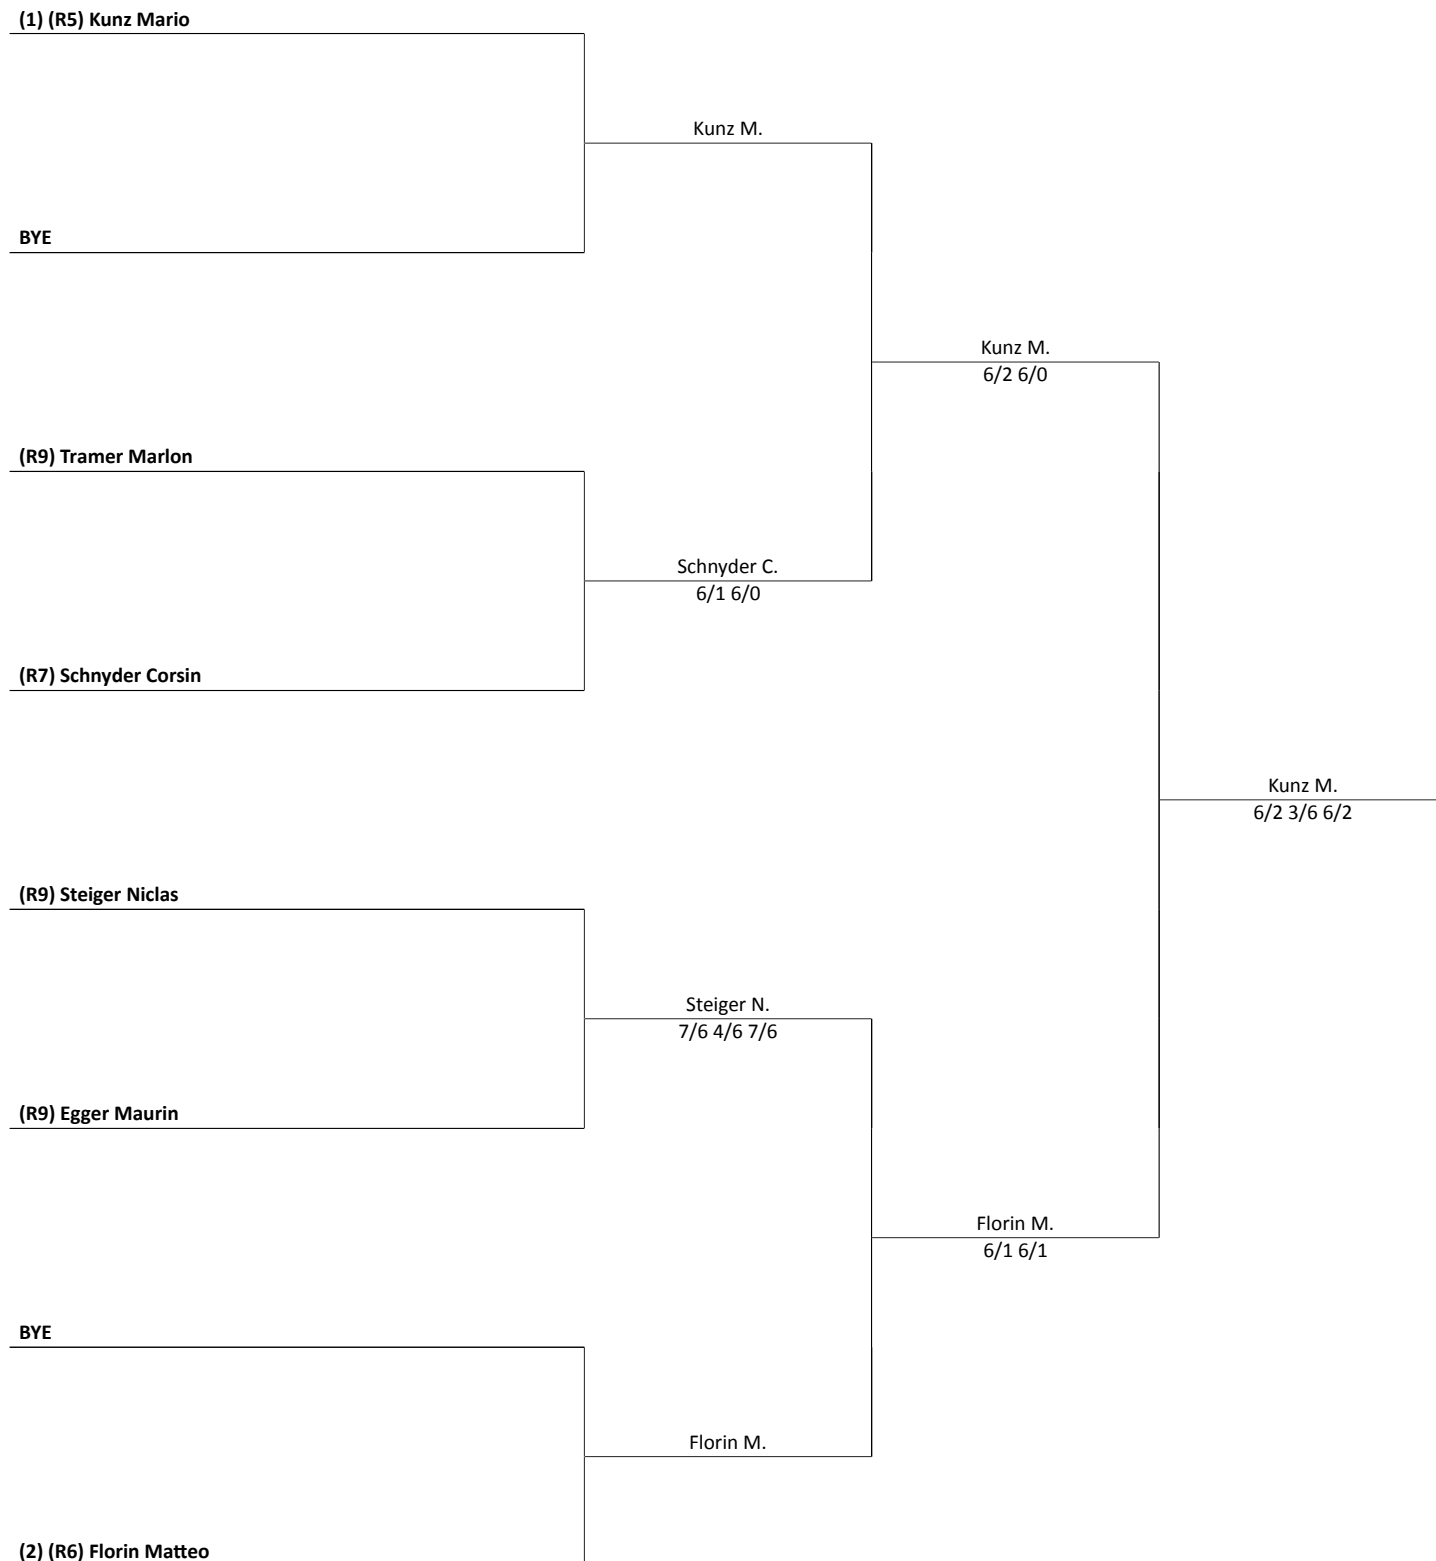 (1) (R5) Kunz Mario
Kunz M.
BYE
Kunz M.
6/2 6/0
(R9) Tramer Marlon
Schnyder C.
6/1 6/0
(R7) Schnyder Corsin
Kunz M.
6/2 3/6 6/2
(R9) Steiger Niclas
Steiger N.
7/6 4/6 7/6
(R9) Egger Maurin
Florin M.
6/1 6/1
BYE
Florin M.
(2) (R6) Florin Matteo